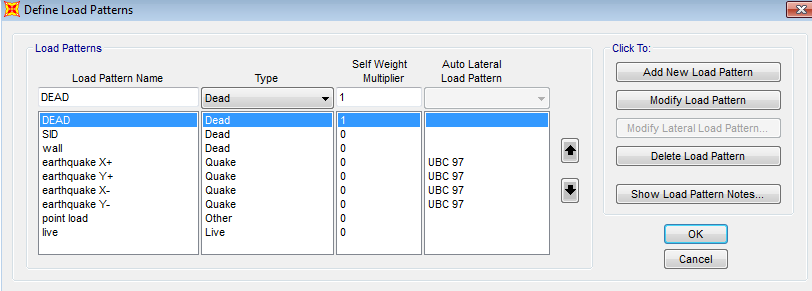 Define Load Patterns
Load Patterns
Click To:
Load Pattern Name Type Self Weight Multiplier Auto Lateral Load Pattern
DEAD Dead 1
DEAD Dead 1
SID Dead 0
wall Dead 0
earthquake X+ Quake 0 UBC 97
earthquake Y+ Quake 0 UBC 97
earthquake X- Quake 0 UBC 97
earthquake Y- Quake 0 UBC 97
point load Other 0
live Live 0
Add New Load Pattern
Modify Load Pattern
Modify Lateral Load Pattern...
Delete Load Pattern
Show Load Pattern Notes...
OK
Cancel